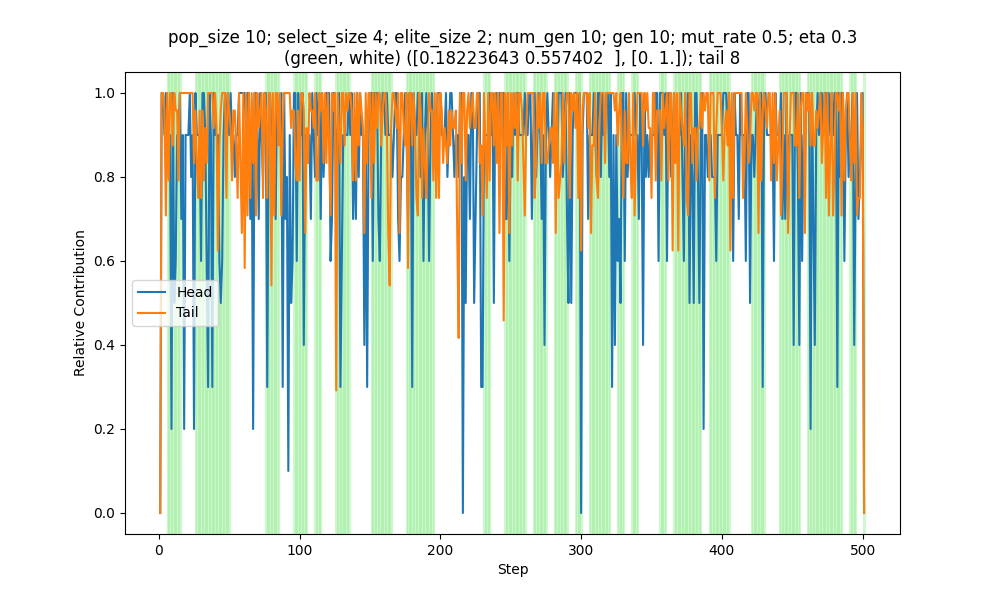 pop_size 10; select_size 4; elite_size 2; num_gen 10; gen 10; mut_rate 0.5; eta 0.3
(green, white) ([0.18223643 0.557402  ], [0. 1.]); tail 8
Relative Contribution
1.0
0.8
0.6
0.4
0.2
0.0
Head
Tail
0 100 200 300 400 500
Step